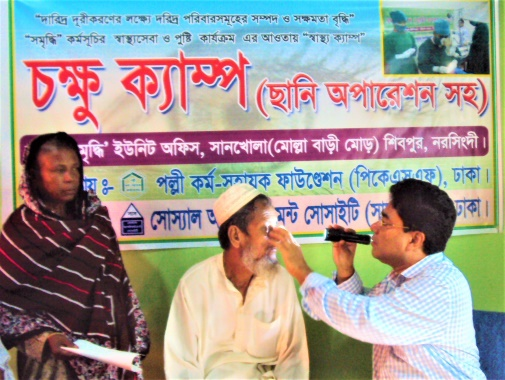 "দারিদ্র দূরীকরণের লক্ষ্যে দরিদ্র পরিবারসমূহের সম্পদ ও সক্ষমতা বৃদ্ধি"
"সমৃদ্ধি" কর্মসূচির স্বাস্থ্যসেবা ও পুষ্টি কার্যক্রম এর আওতায় "স্বাস্থ্য ক্যাম্প"
চক্ষু ক্যাম্প (ছানি অপারেশন সহ)
মৃদ্ধি' ইউনিট অফিস, সানখোলা(মোল্লা বাড়ী মোড়) শিবপুর, নরসিংদী।
ায় ঃ পল্লী কর্ম-সহায়ক ফাউণ্ডেশন (পিকেএসএফ), ঢাকা।
সোস্যাল মেন্ট সোসাইটি ঢাকা।